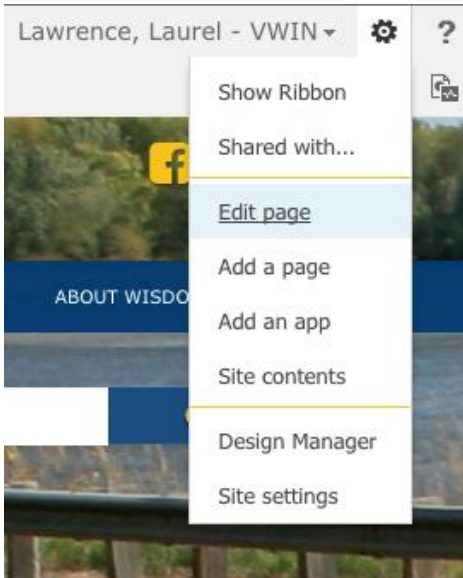 Lawrence, Laurel - VWIN
?
Show Ribbon
Shared with...
Edit page
Add a page
ABOUT WISDO
Add an app
Site contents
Design Manager
Site settings